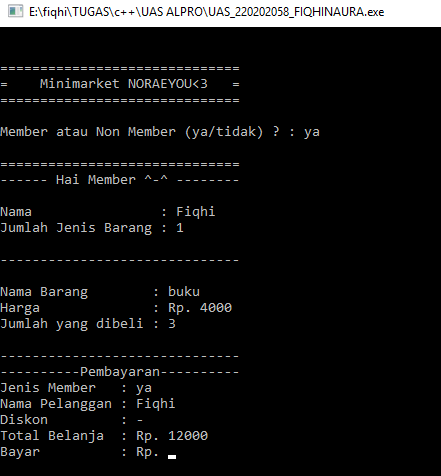 E:\fiqhi\TUGAS\c++\UAS ALPRO\UAS_220202058_FIQHINAURA.exe
==============================
=    Minimarket NORAEYOU<3   =
==============================
Member atau Non Member (ya/tidak) ? : ya
==============================
------ Hai Member ^-^ --------
Nama                : Fiqhi
Jumlah Jenis Barang : 1
------------------------------
Nama Barang        : buku
Harga              : Rp. 4000
Jumlah yang dibeli : 3
------------------------------
----------Pembayaran----------
Jenis Member   : ya
Nama Pelanggan : Fiqhi
Diskon         : -
Total Belanja  : Rp. 12000
Bayar          : Rp.